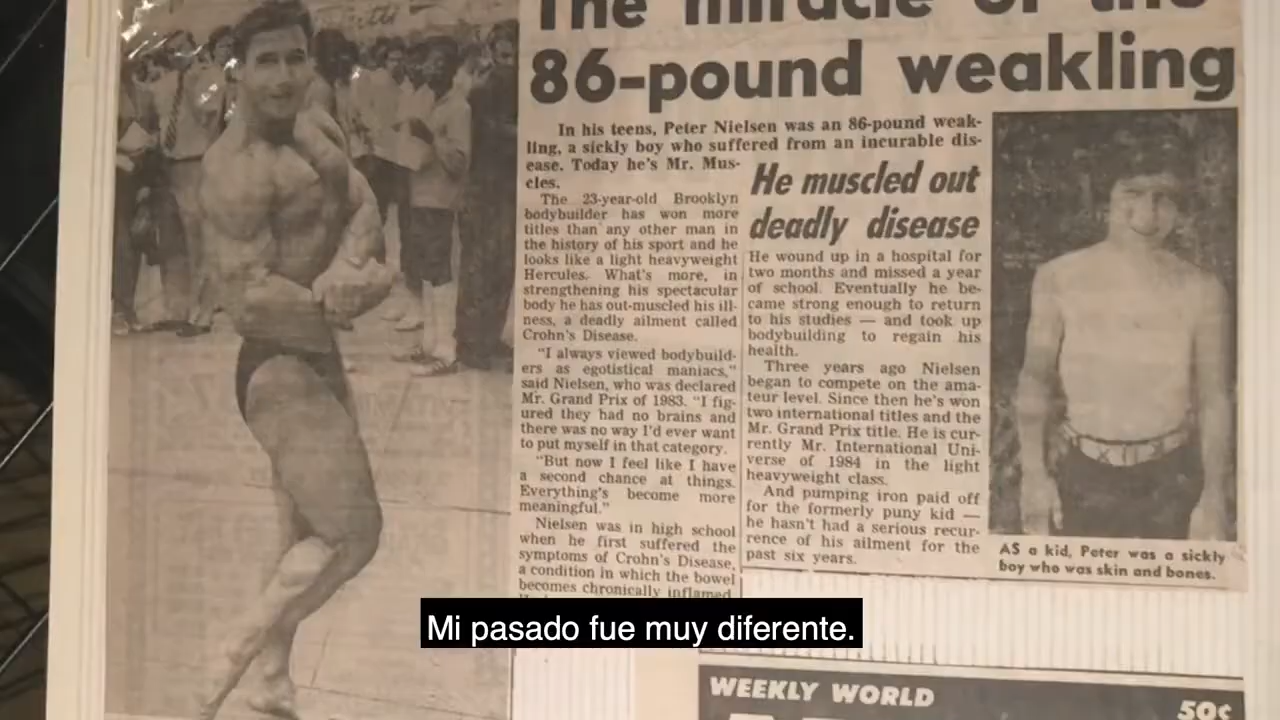 The miracle of the
86-pound weakling
In his teens, Peter Nielsen was an 86-pound weak-
ling, a sickly boy who suffered from an incurable dis-
ease. Today he's Mr. Mus-
cles.
The 23-year-old Brooklyn
bodybuilder has won more
titles than any other man in
the history of his sport and he
looks like a light heavyweight
Hercules. What's more, in
strengthening his spectacular
body he has out-muscled his ill-
ness, a deadly ailment called
Crohn's Disease.
"I always viewed bodybuild-
ers as egotistical maniacs,"
said Nielsen, who was declared
Mr. Grand Prix of 1983. "I fig-
ured they had no brains and
there was no way I'd ever want
to put myself in that category.
"But now I feel like I have
a second chance at things.
Everything's become more
meaningful."
Nielsen was in high school
when he first suffered the
symptoms of Crohn's Disease,
a condition in which the bowel
becomes chronically inflamed.
He muscled out
deadly disease
He wound up in a hospital for
two months and missed a year
of school. Eventually he be-
came strong enough to return
to his studies — and took up
bodybuilding to regain his
health.
Three years ago Nielsen
began to compete on the ama-
teur level. Since then he's won
two international titles and the
Mr. Grand Prix title. He is cur-
rently Mr. International Uni-
verse of 1984 in the light
heavyweight class.
And pumping iron paid off
for the formerly puny kid —
he hasn't had a serious recur-
rence of his ailment for the
past six years.
AS a kid, Peter was a sickly
boy who was skin and bones.
Mi pasado fue muy diferente.
WEEKLY WORLD
50¢